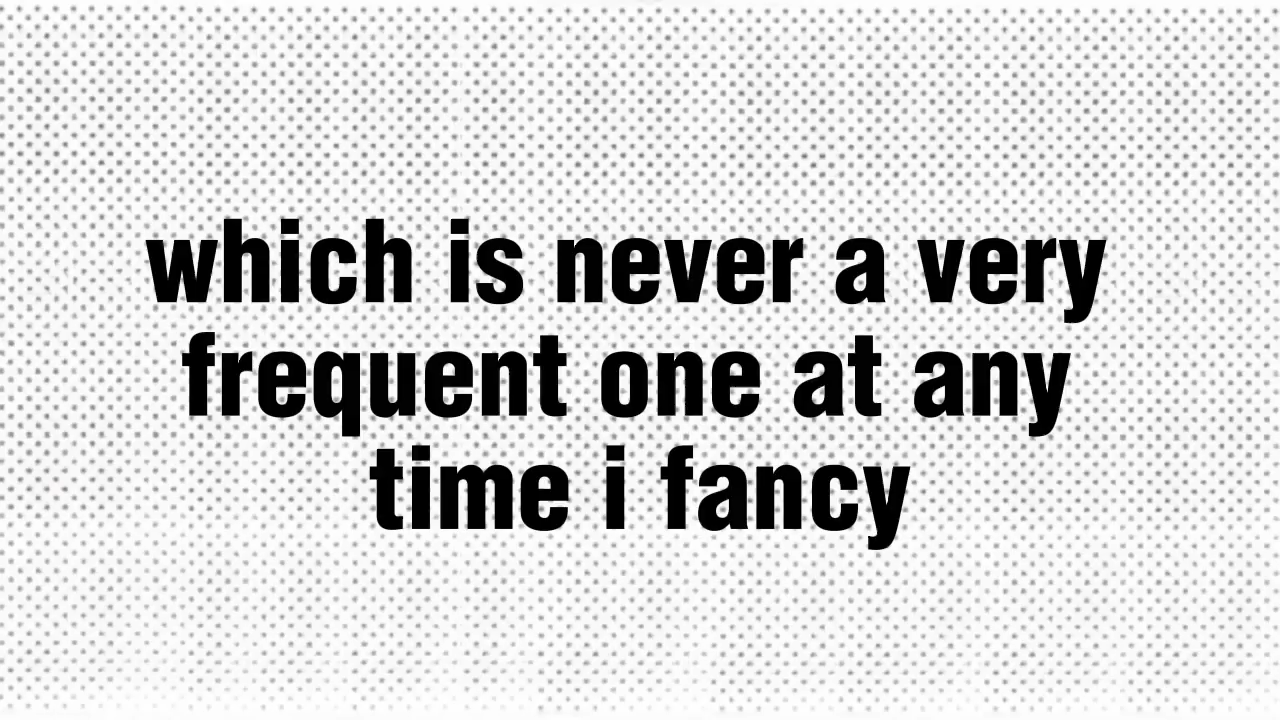 which is never a very
frequent one at any
time i fancy